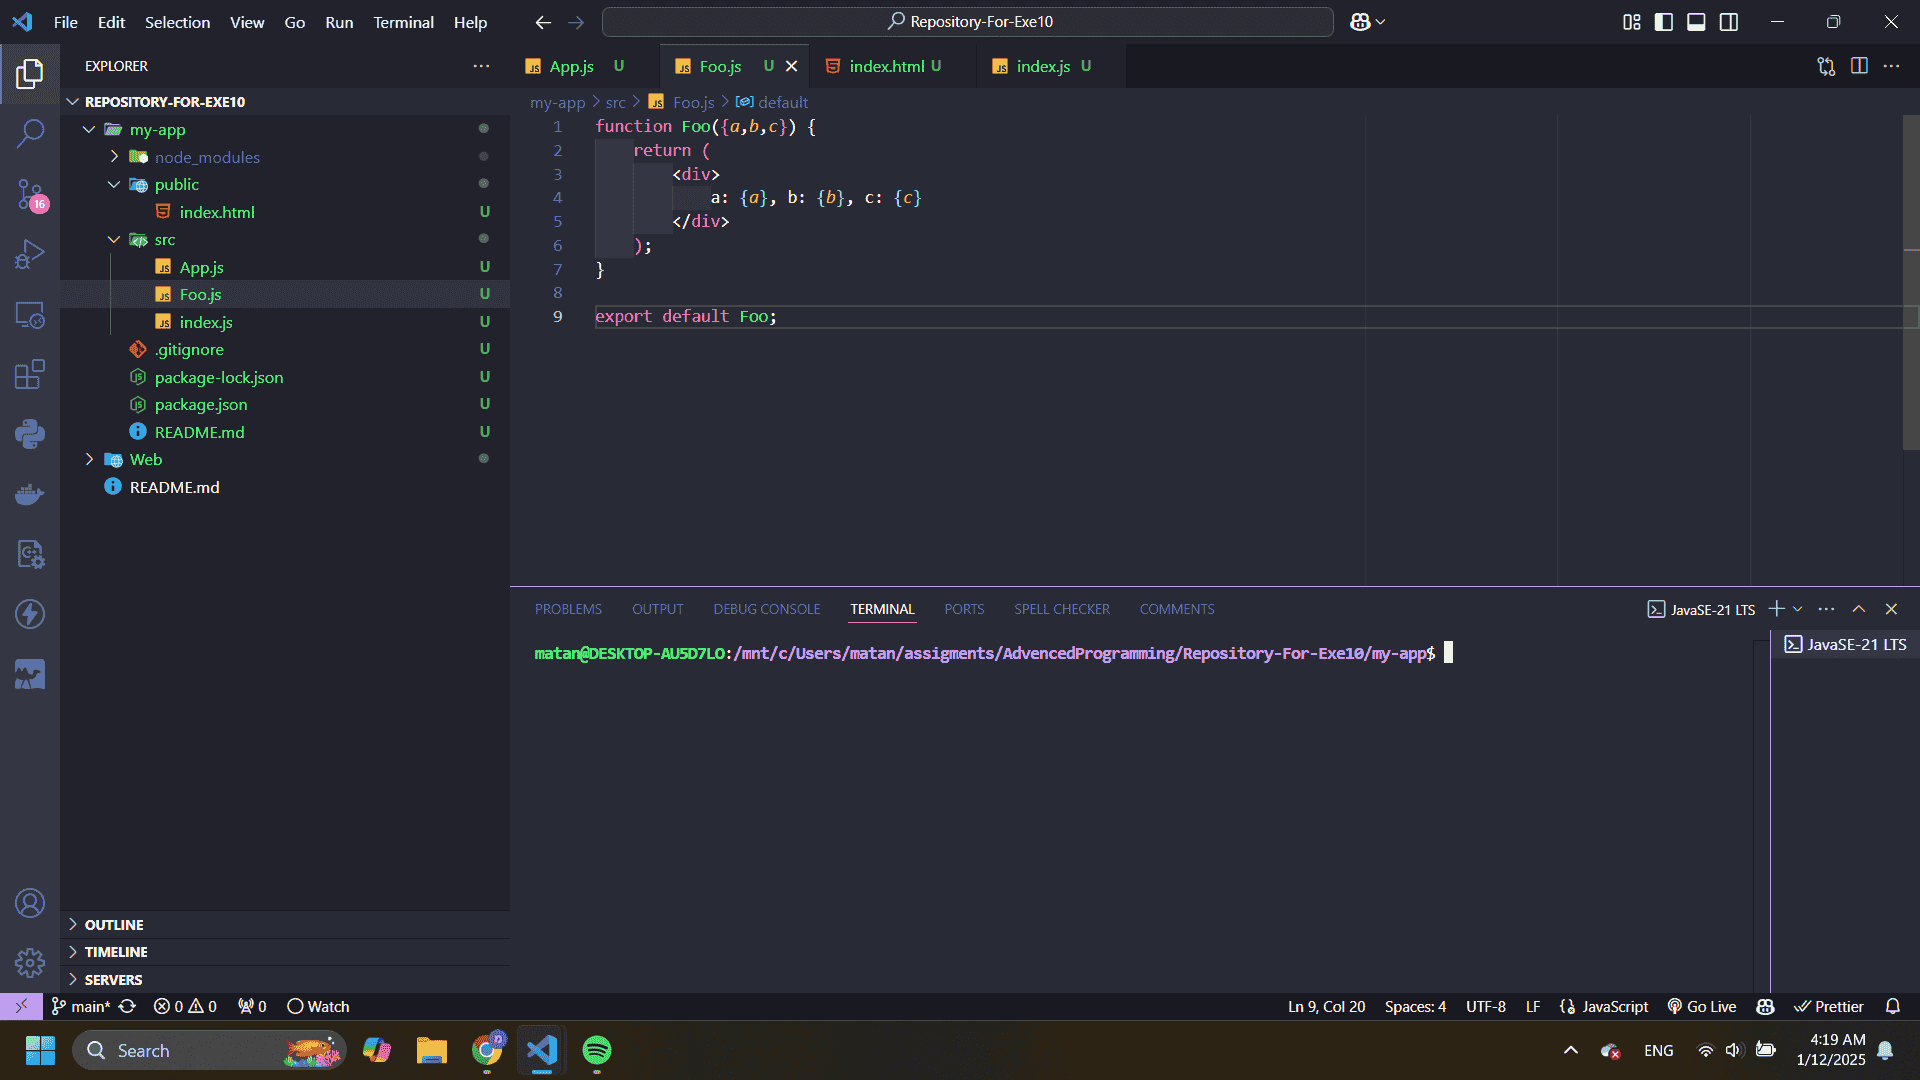 File Edit Selection View Go Run Terminal Help
Repository-For-Exe10
EXPLORER
REPOSITORY-FOR-EXE10
my-app
node_modules
public
index.html U
src
App.js U
Foo.js U
index.js U
.gitignore U
package-lock.json U
package.json U
README.md U
Web
README.md
OUTLINE
TIMELINE
SERVERS
16
App.js U Foo.js U index.html U index.js U
my-app > src > JS Foo.js > default
1 function Foo({a,b,c}) {
2 return (
3 <div>
4 a: {a}, b: {b}, c: {c}
5 </div>
6 );
7 }
8
9 export default Foo;
PROBLEMS OUTPUT DEBUG CONSOLE TERMINAL PORTS SPELL CHECKER COMMENTS
JavaSE-21 LTS
matan@DESKTOP-AU5D7LO:/mnt/c/Users/matan/assigments/AdvencedProgramming/Repository-For-Exe10/my-app$
JavaSE-21 LTS
main* 0 0 0 Watch
Ln 9, Col 20 Spaces: 4 UTF-8 LF JavaScript Go Live Prettier
Search
ENG
4:19 AM
1/12/2025